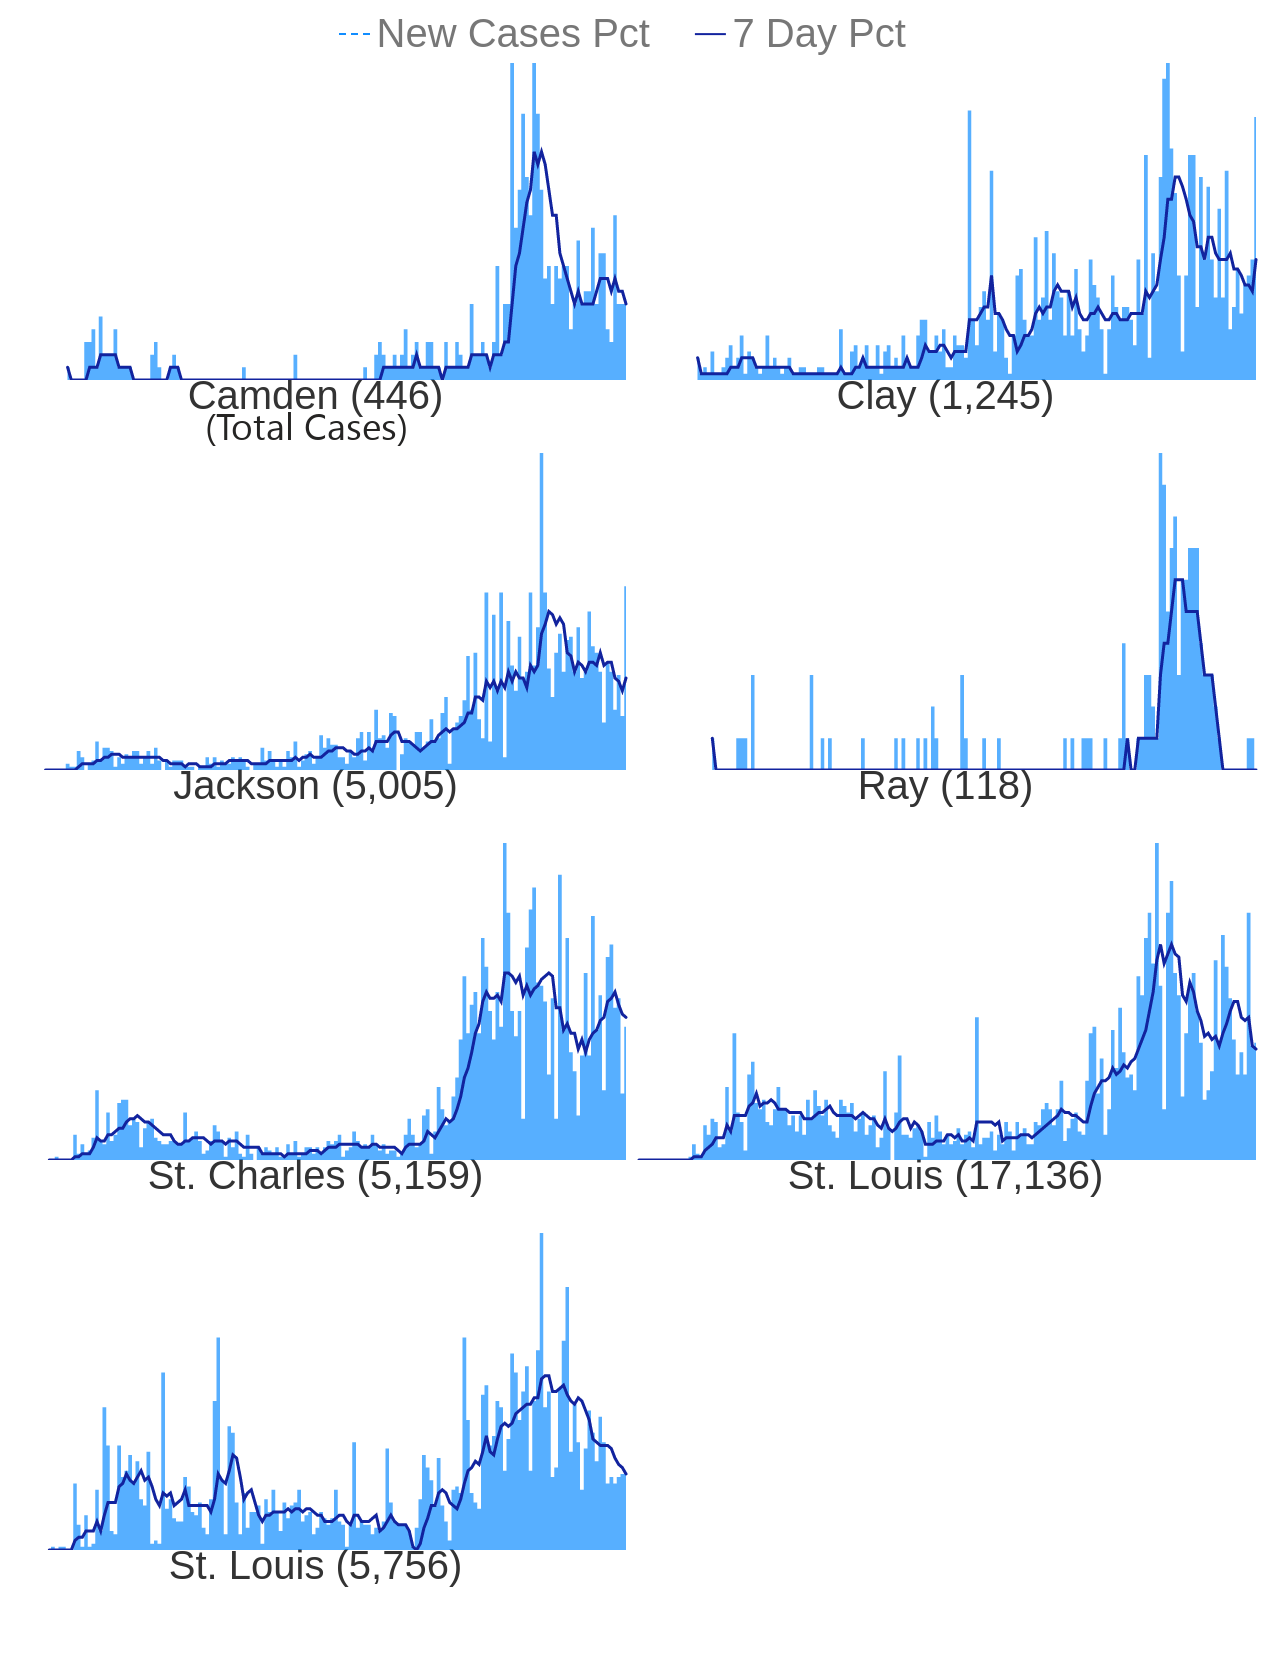 New Cases Pct 7 Day Pct
Camden (446)
(Total Cases)
Clay (1,245)
Jackson (5,005)
Ray (118)
St. Charles (5,159)
St. Louis (17,136)
St. Louis (5,756)